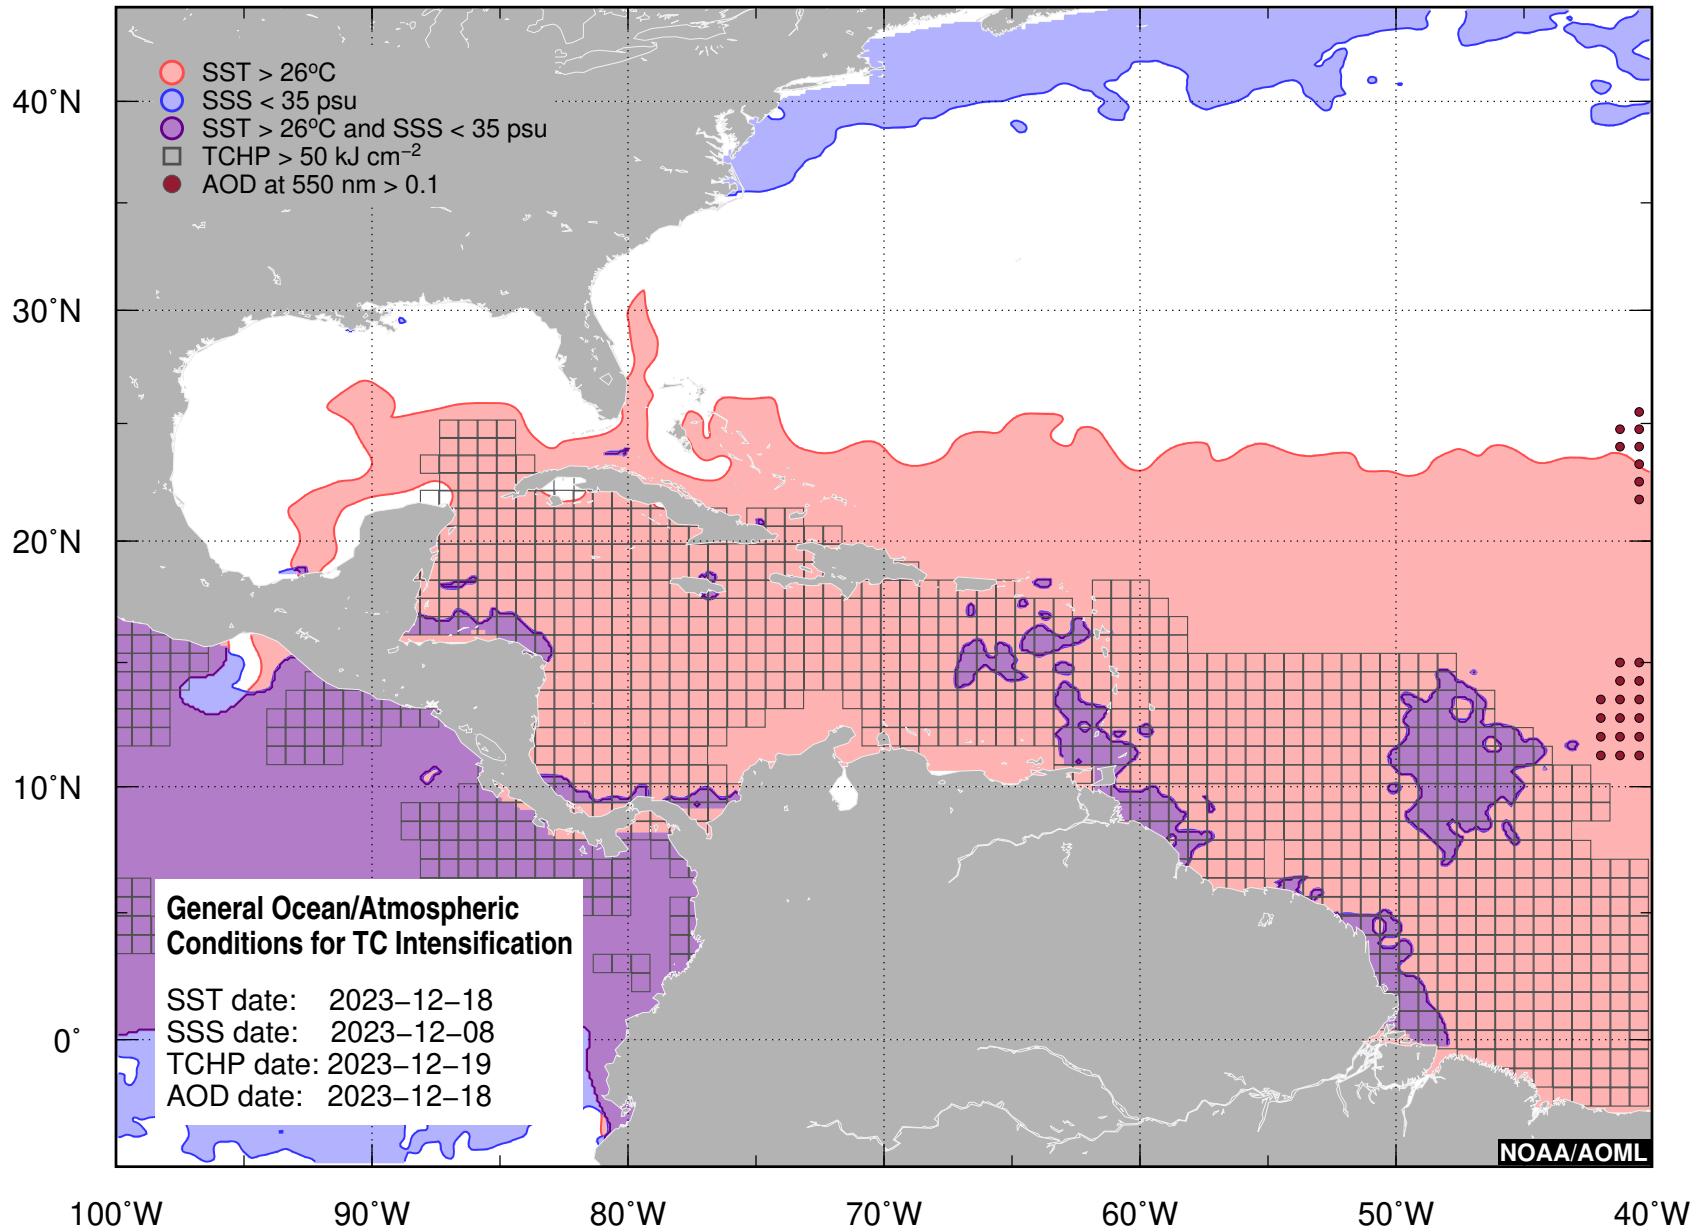 SST > 26°C
SSS < 35 psu
SST > 26°C and SSS < 35 psu
TCHP > 50 kJ cm⁻²
AOD at 550 nm > 0.1
40°N
30°N
20°N
10°N
0°
General Ocean/Atmospheric
Conditions for TC Intensification
SST date: 2023−12−18
SSS date: 2023−12−08
TCHP date: 2023−12−19
AOD date: 2023−12−18
NOAA/AOML
100°W 90°W 80°W 70°W 60°W 50°W 40°W